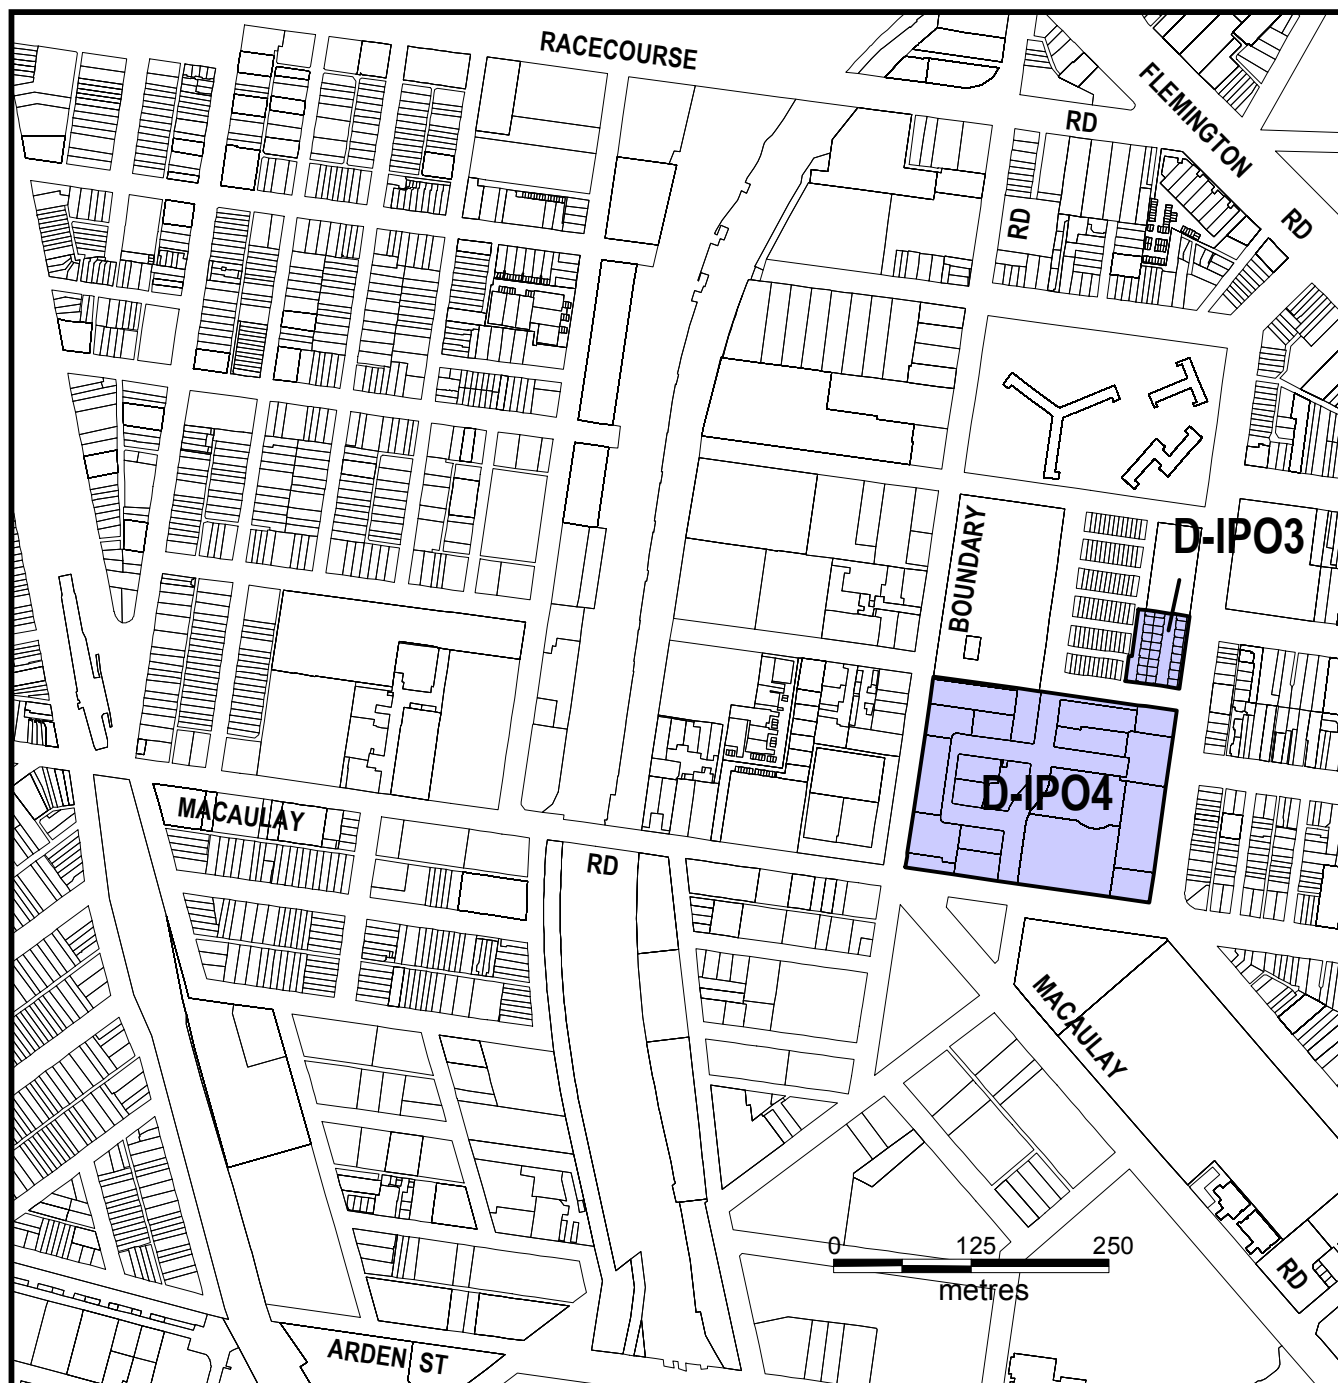 RACECOURSE
RD
FLEMINGTON
RD
RD
D-IPO3
BOUNDARY
D-IPO4
MACAULAY
RD
MACAULAY
RD
0 125 250
metres
ARDEN ST